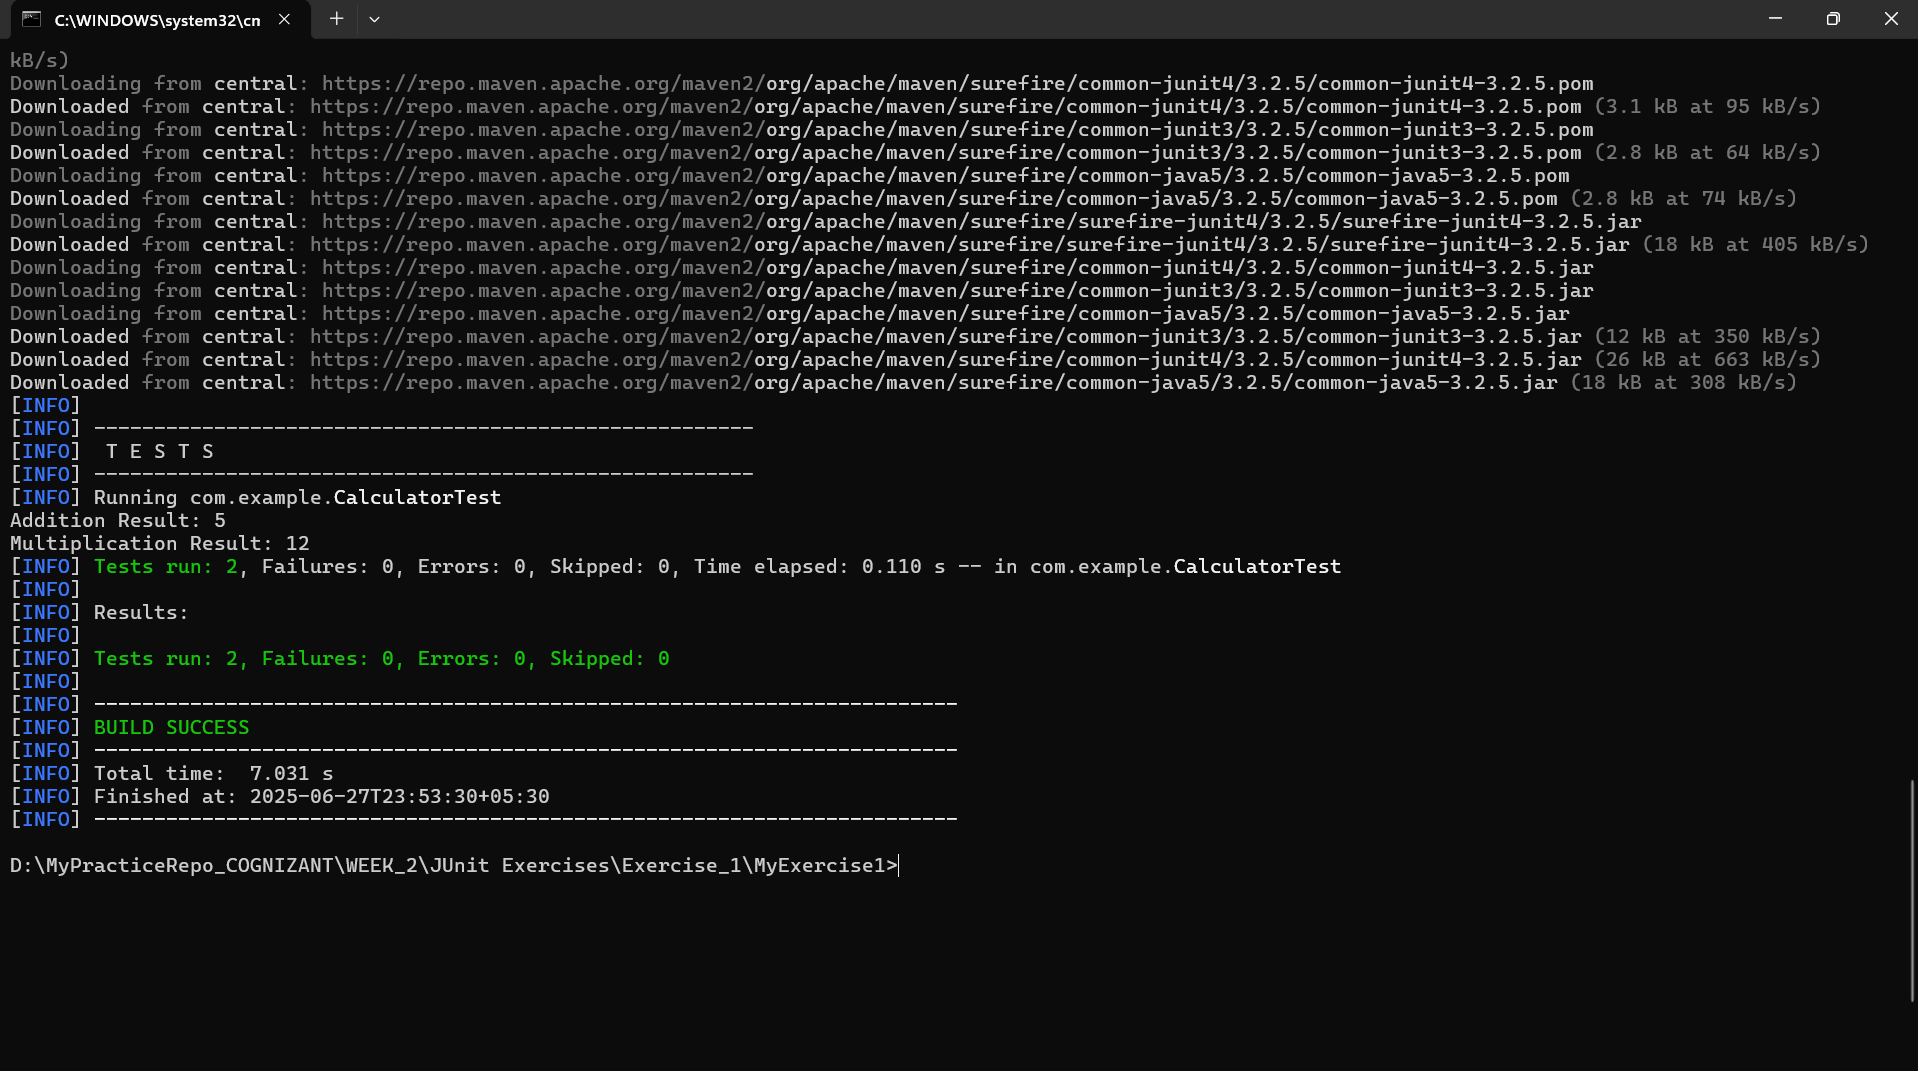 C:\WINDOWS\system32\cn
kB/s)
Downloading from central: https://repo.maven.apache.org/maven2/org/apache/maven/surefire/common-junit4/3.2.5/common-junit4-3.2.5.pom
Downloaded from central: https://repo.maven.apache.org/maven2/org/apache/maven/surefire/common-junit4/3.2.5/common-junit4-3.2.5.pom (3.1 kB at 95 kB/s)
Downloading from central: https://repo.maven.apache.org/maven2/org/apache/maven/surefire/common-junit3/3.2.5/common-junit3-3.2.5.pom
Downloaded from central: https://repo.maven.apache.org/maven2/org/apache/maven/surefire/common-junit3/3.2.5/common-junit3-3.2.5.pom (2.8 kB at 64 kB/s)
Downloading from central: https://repo.maven.apache.org/maven2/org/apache/maven/surefire/common-java5/3.2.5/common-java5-3.2.5.pom
Downloaded from central: https://repo.maven.apache.org/maven2/org/apache/maven/surefire/common-java5/3.2.5/common-java5-3.2.5.pom (2.8 kB at 74 kB/s)
Downloading from central: https://repo.maven.apache.org/maven2/org/apache/maven/surefire/surefire-junit4/3.2.5/surefire-junit4-3.2.5.jar
Downloaded from central: https://repo.maven.apache.org/maven2/org/apache/maven/surefire/surefire-junit4/3.2.5/surefire-junit4-3.2.5.jar (18 kB at 405 kB/s)
Downloading from central: https://repo.maven.apache.org/maven2/org/apache/maven/surefire/common-junit4/3.2.5/common-junit4-3.2.5.jar
Downloading from central: https://repo.maven.apache.org/maven2/org/apache/maven/surefire/common-junit3/3.2.5/common-junit3-3.2.5.jar
Downloading from central: https://repo.maven.apache.org/maven2/org/apache/maven/surefire/common-java5/3.2.5/common-java5-3.2.5.jar
Downloaded from central: https://repo.maven.apache.org/maven2/org/apache/maven/surefire/common-junit3/3.2.5/common-junit3-3.2.5.jar (12 kB at 350 kB/s)
Downloaded from central: https://repo.maven.apache.org/maven2/org/apache/maven/surefire/common-junit4/3.2.5/common-junit4-3.2.5.jar (26 kB at 663 kB/s)
Downloaded from central: https://repo.maven.apache.org/maven2/org/apache/maven/surefire/common-java5/3.2.5/common-java5-3.2.5.jar (18 kB at 308 kB/s)
[INFO]
[INFO] -------------------------------------------------------
[INFO]  T E S T S
[INFO] -------------------------------------------------------
[INFO] Running com.example.CalculatorTest
Addition Result: 5
Multiplication Result: 12
[INFO] Tests run: 2, Failures: 0, Errors: 0, Skipped: 0, Time elapsed: 0.110 s -- in com.example.CalculatorTest
[INFO]
[INFO] Results:
[INFO]
[INFO] Tests run: 2, Failures: 0, Errors: 0, Skipped: 0
[INFO]
[INFO] ------------------------------------------------------------------------
[INFO] BUILD SUCCESS
[INFO] ------------------------------------------------------------------------
[INFO] Total time:  7.031 s
[INFO] Finished at: 2025-06-27T23:53:30+05:30
[INFO] ------------------------------------------------------------------------
D:\MyPracticeRepo_COGNIZANT\WEEK_2\JUnit Exercises\Exercise_1\MyExercise1>